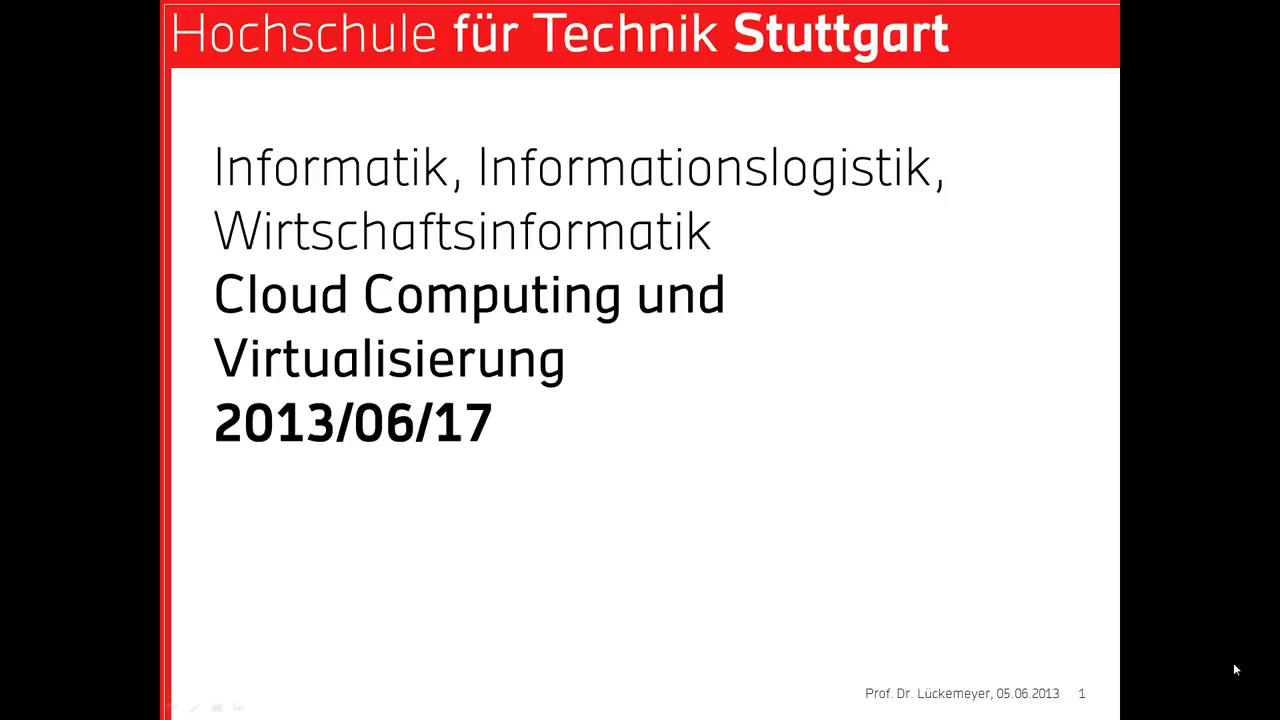 Hochschule für Technik Stuttgart
Informatik, Informationslogistik,
Wirtschaftsinformatik
Cloud Computing und
Virtualisierung
2013/06/17
Prof. Dr. Lückemeyer, 05.06.2013 1